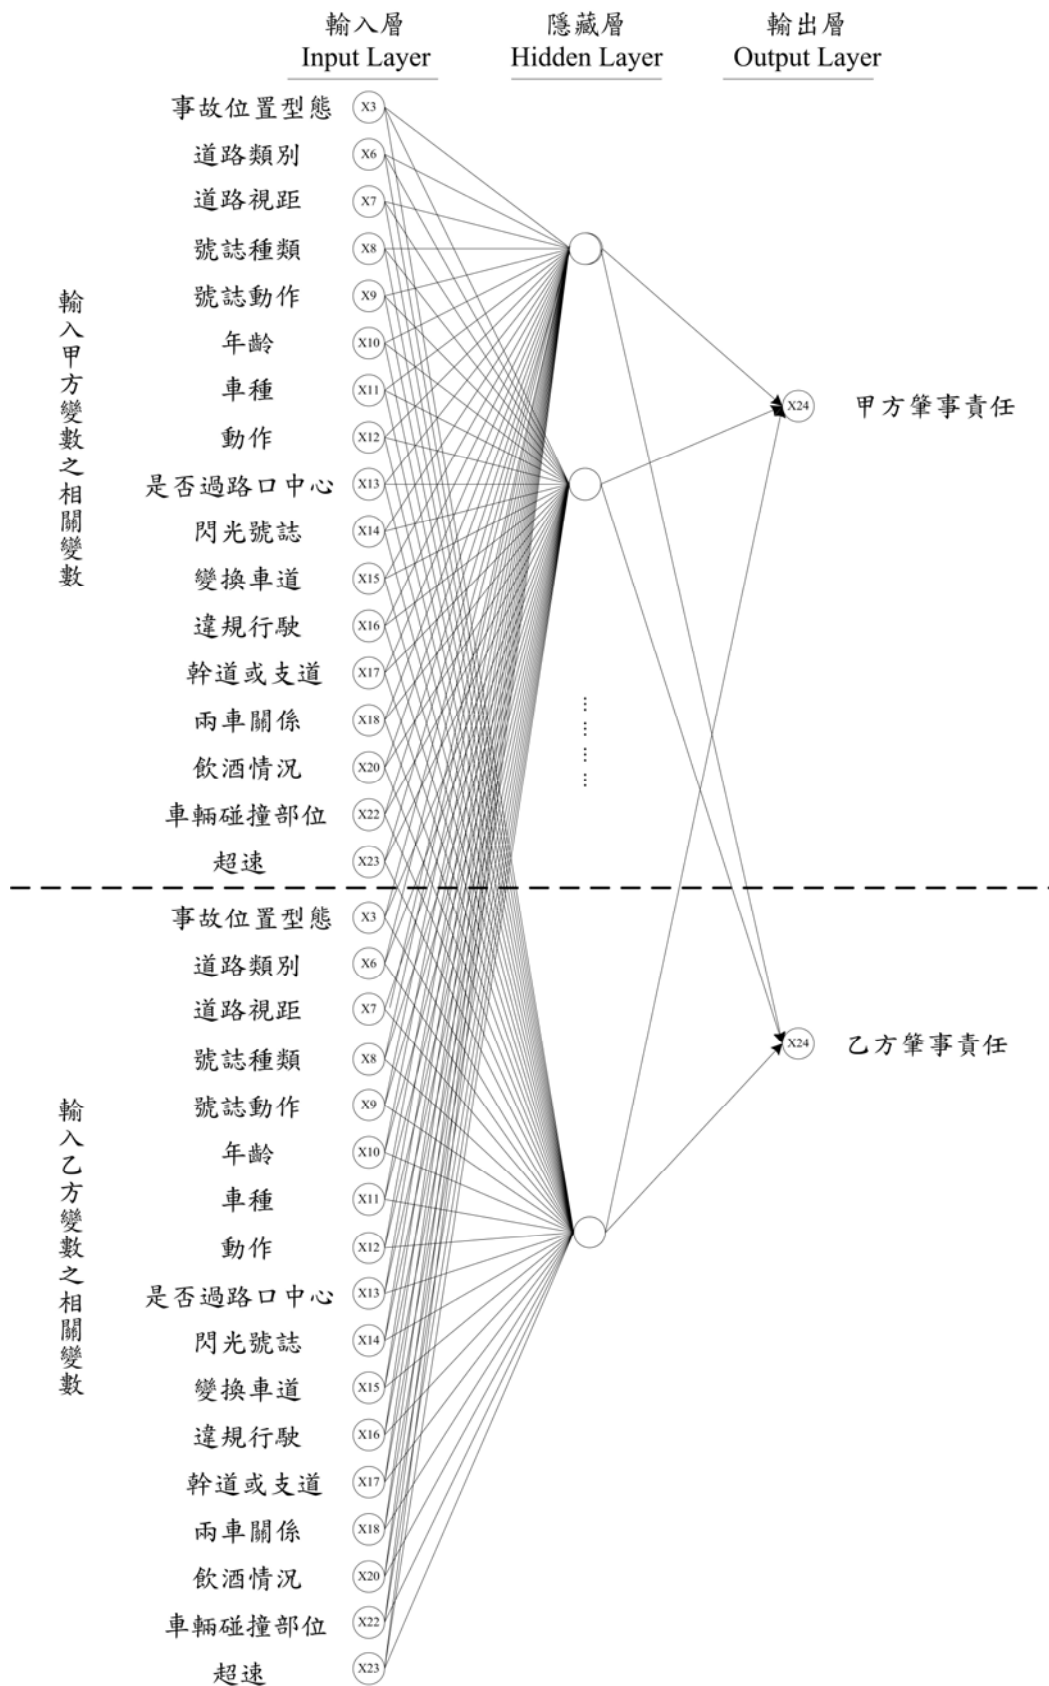 輸入層
Input Layer
隱藏層
Hidden Layer
輸出層
Output Layer
輸入甲方變數之相關變數
事故位置型態 X3
道路類別 X6
道路視距 X7
號誌種類 X8
號誌動作 X9
年齡 X10
車種 X11
動作 X12
是否過路口中心 X13
閃光號誌 X14
變換車道 X15
違規行駛 X16
幹道或支道 X17
兩車關係 X18
飲酒情況 X20
車輛碰撞部位 X22
超速 X23
X24 甲方肇事責任
輸入乙方變數之相關變數
事故位置型態 X3
道路類別 X6
道路視距 X7
號誌種類 X8
號誌動作 X9
年齡 X10
車種 X11
動作 X12
是否過路口中心 X13
閃光號誌 X14
變換車道 X15
違規行駛 X16
幹道或支道 X17
兩車關係 X18
飲酒情況 X20
車輛碰撞部位 X22
超速 X23
X24 乙方肇事責任